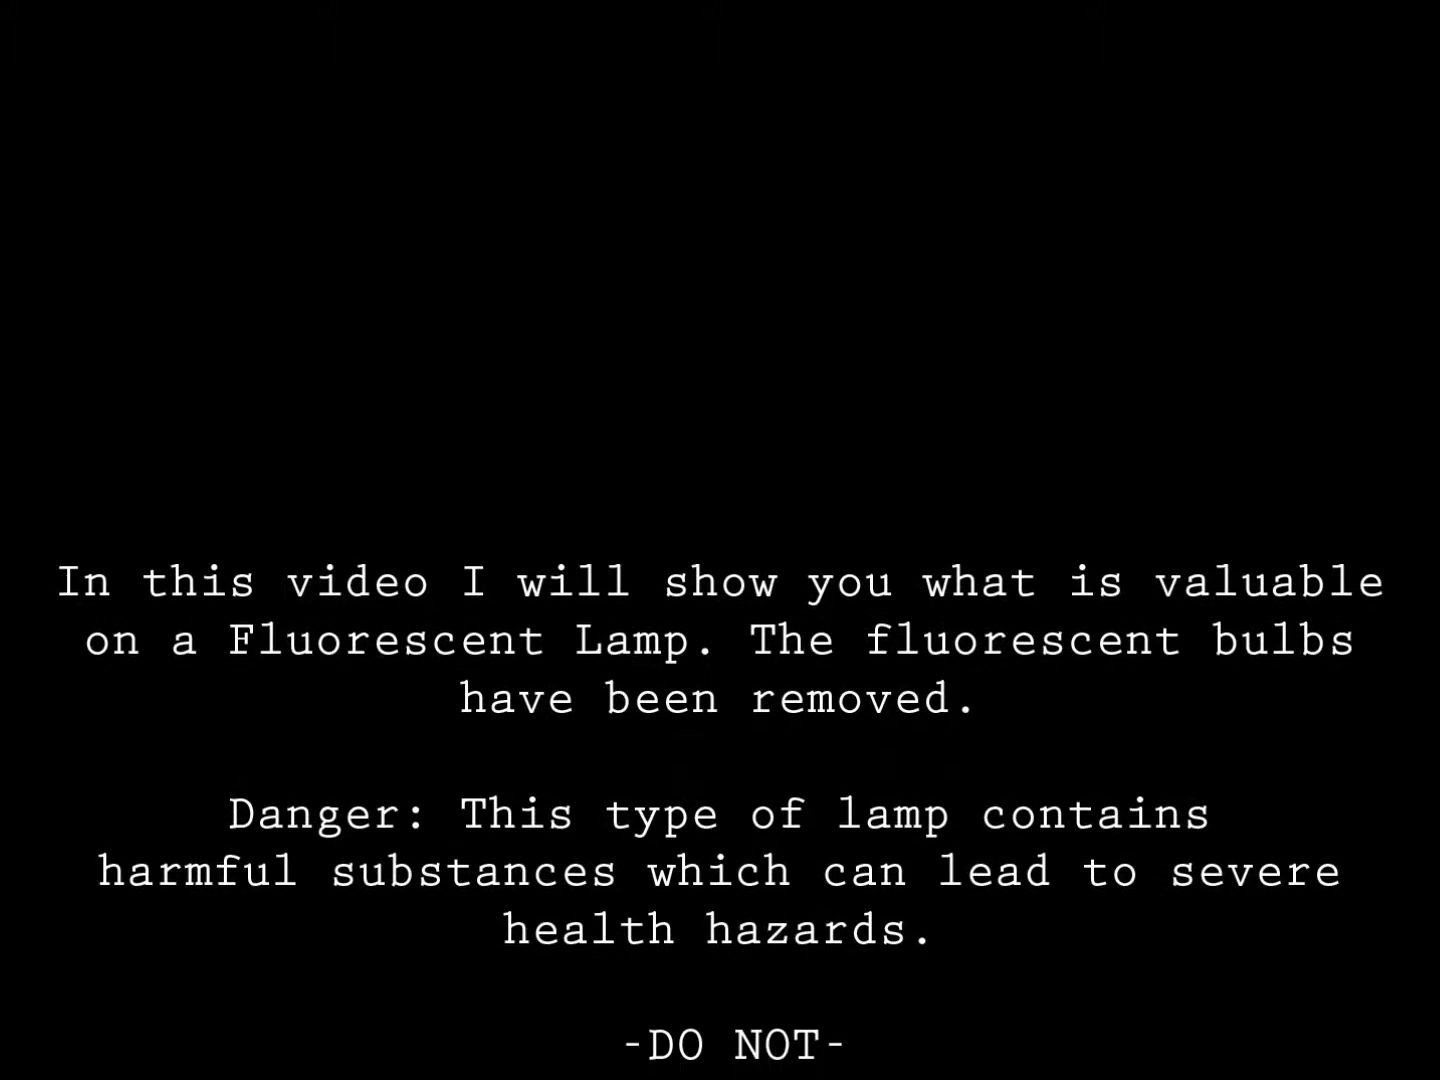 In this video I will show you what is valuable
on a Fluorescent Lamp. The fluorescent bulbs
have been removed.
Danger: This type of lamp contains
harmful substances which can lead to severe
health hazards.
-DO NOT-